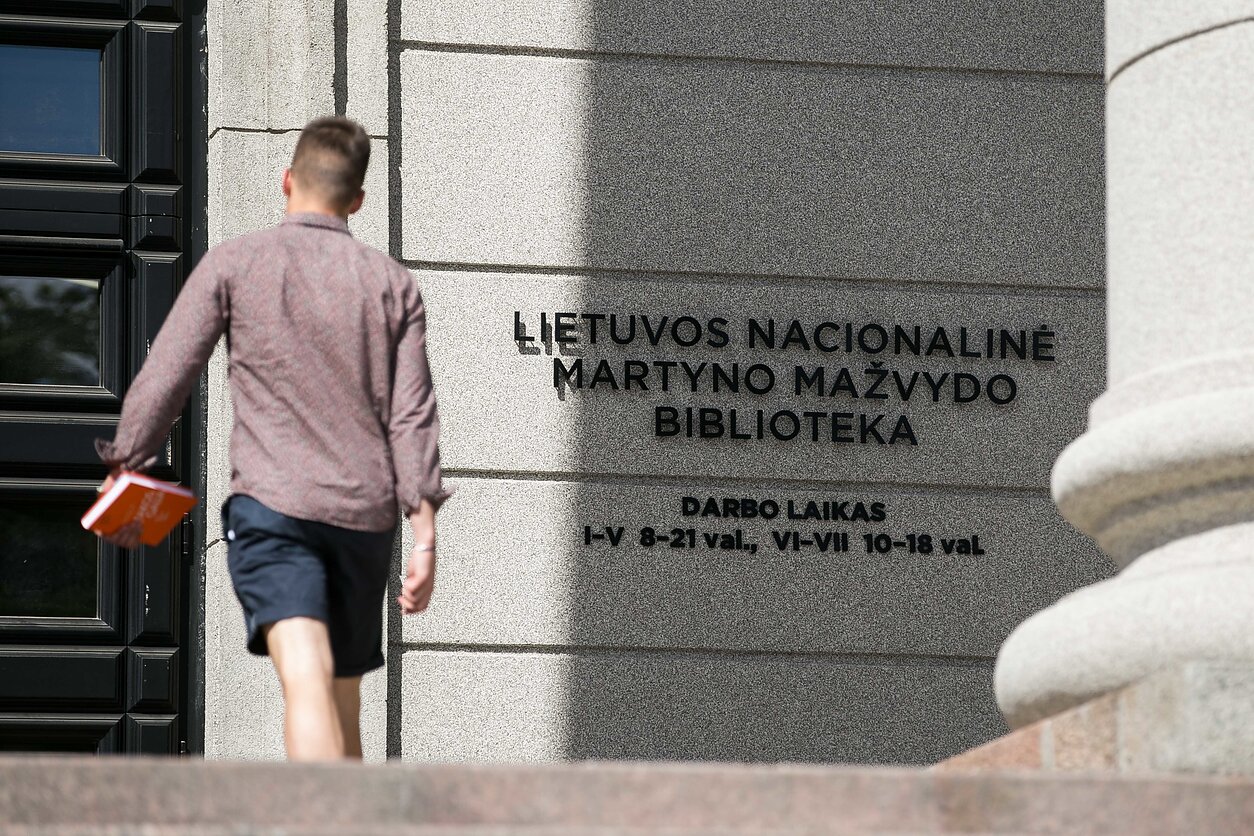 LIETUVOS NACIONALINĖ
MARTYNO MAŽVYDO
BIBLIOTEKA
DARBO LAIKAS
I–V 8–21 val., VI–VII 10–18 val.